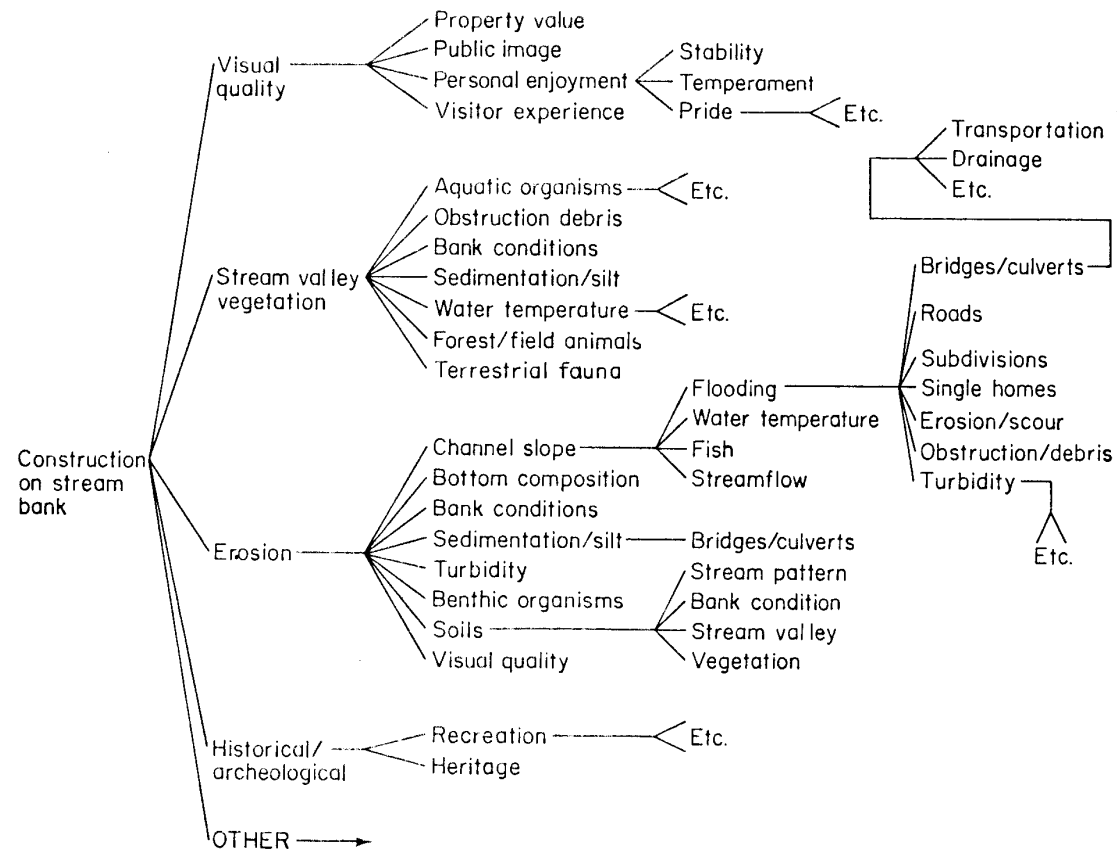 Construction
on stream
bank
Visual
quality
Property value
Public image
Personal enjoyment
Visitor experience
Stability
Temperament
Pride
Etc.
Stream valley
vegetation
Aquatic organisms
Etc.
Obstruction debris
Bank conditions
Sedimentation/silt
Water temperature
Etc.
Forest/field animals
Terrestrial fauna
Erosion
Channel slope
Bottom composition
Bank conditions
Sedimentation/silt
Turbidity
Benthic organisms
Soils
Visual quality
Flooding
Water temperature
Fish
Streamflow
Bridges/culverts
Stream pattern
Bank condition
Stream valley
Vegetation
Bridges/culverts
Roads
Subdivisions
Single homes
Erosion/scour
Obstruction/debris
Turbidity
Etc.
Transportation
Drainage
Etc.
Historical/
archeological
Recreation
Heritage
Etc.
OTHER